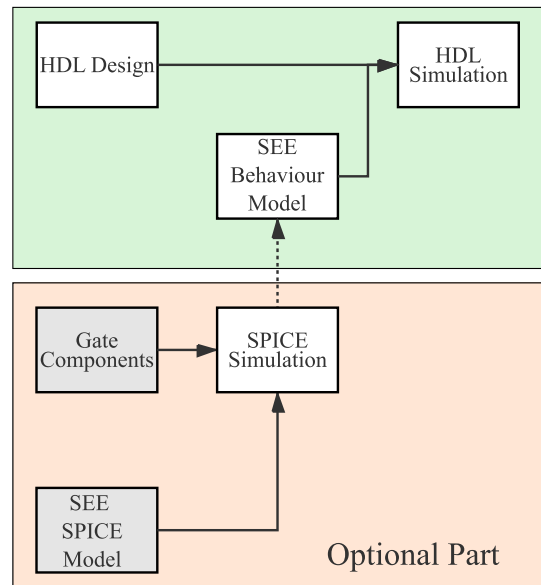 HDL Design
HDL
Simulation
SEE
Behaviour
Model
Gate
Components
SPICE
Simulation
SEE
SPICE
Model
Optional Part